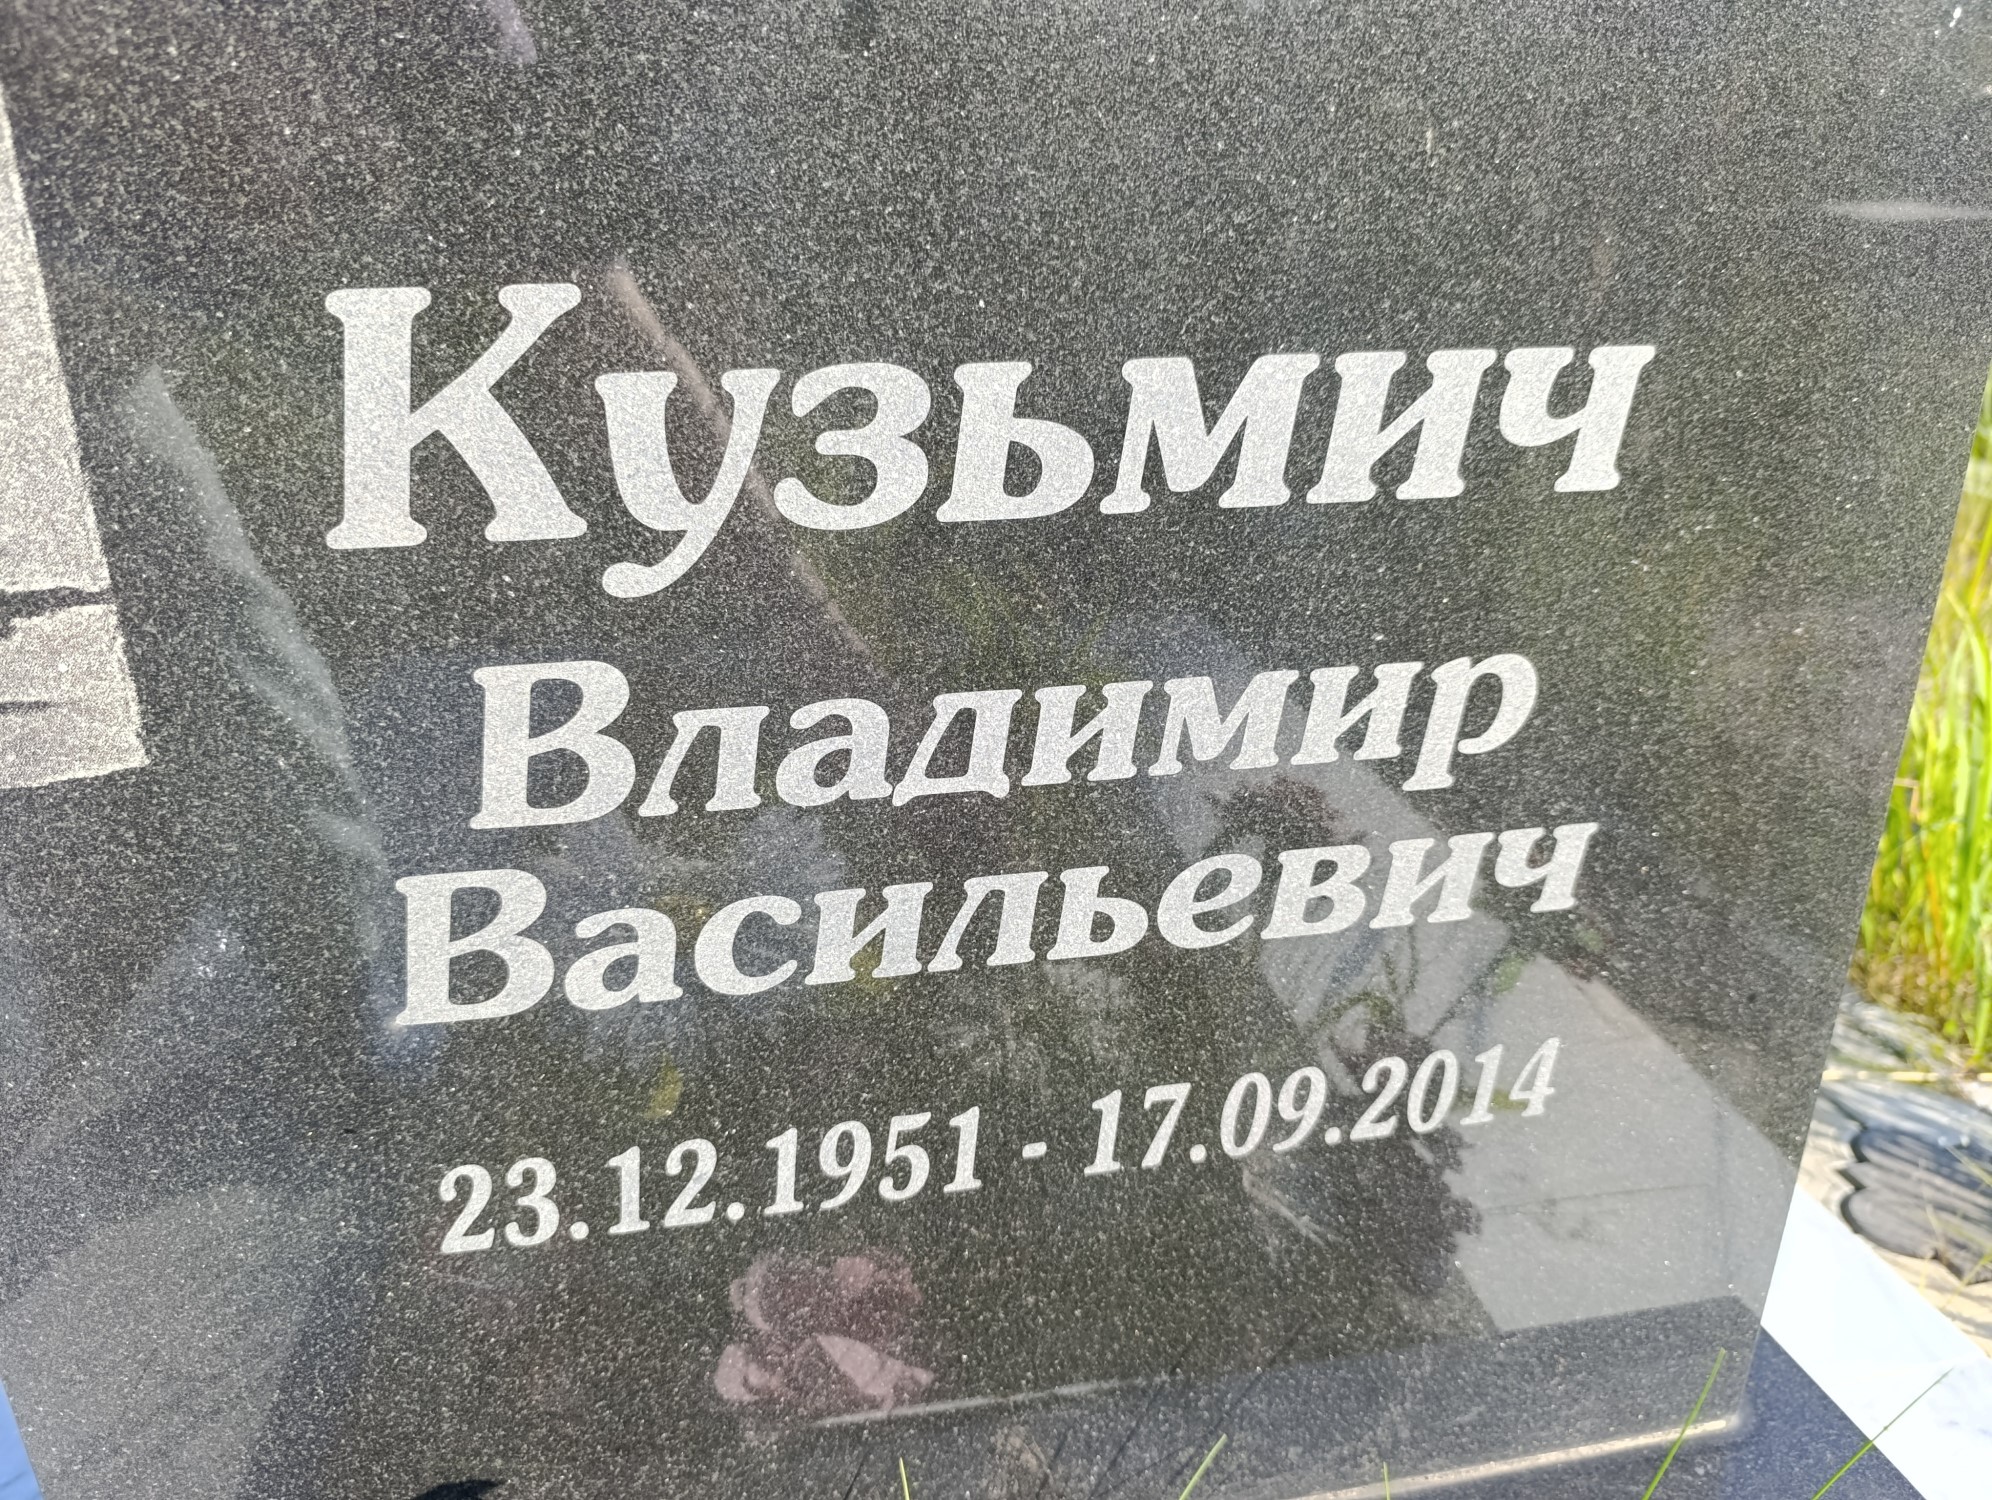 Кузьмич
Владимир
Васильевич
23.12.1951 - 17.09.2014